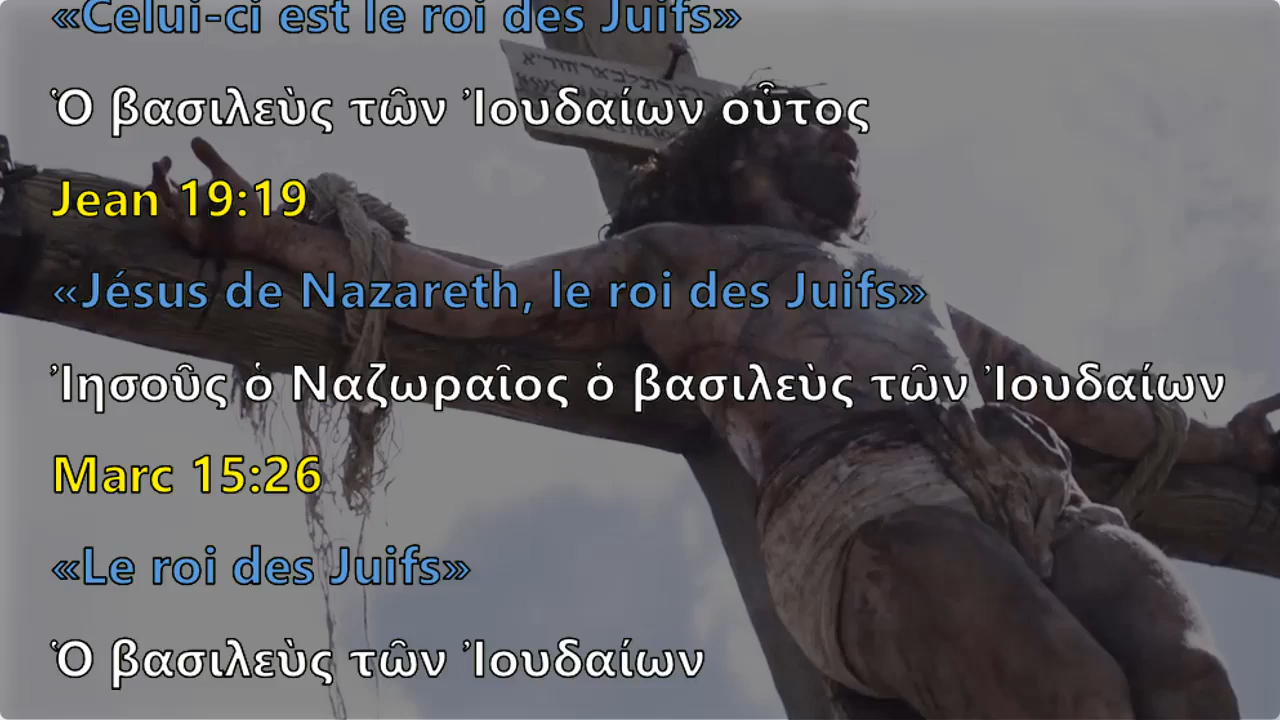 «Celui-ci est le roi des Juifs»
Ὁ βασιλεὺς τῶν Ἰουδαίων οὗτος
Jean 19:19
«Jésus de Nazareth, le roi des Juifs»
Ἰησοῦς ὁ Ναζωραῖος ὁ βασιλεὺς τῶν Ἰουδαίων
Marc 15:26
«Le roi des Juifs»
Ὁ βασιλεὺς τῶν Ἰουδαίων